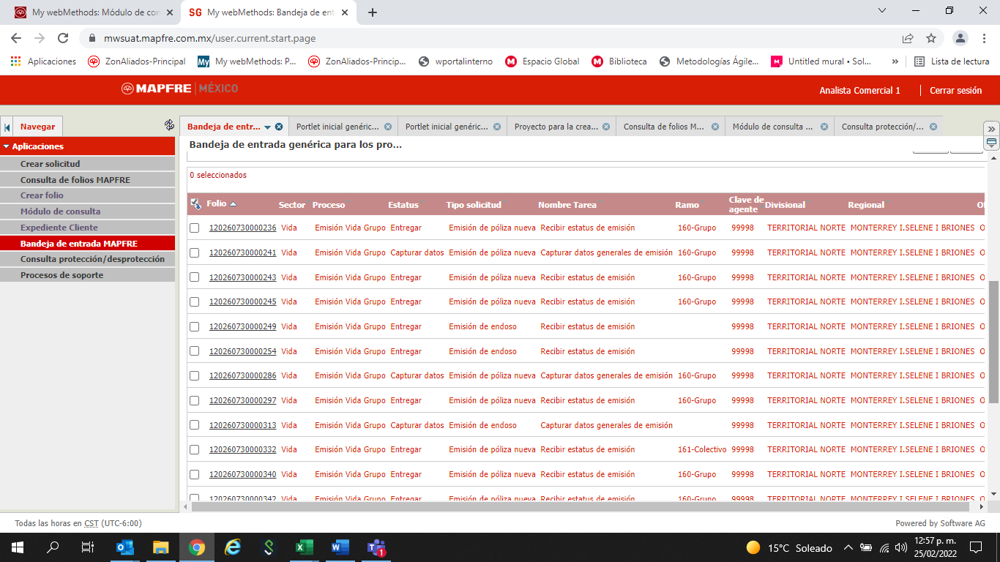 My webMethods: Módulo de con
SG My webMethods: Bandeja de ent
mwsuat.mapfre.com.mx/user.current.start.page
Aplicaciones ZonAliados-Principal My webMethods: P... ZonAliados-Princip... wportalinterno Espacio Global Biblioteca Metodologías Ágile... Untitled mural • Sol... » Lista de lectura
MAPFRE | MÉXICO
Analista Comercial 1 | Cerrar sesión
Navegar
Bandeja de entr... Portlet inicial genéric... Portlet inicial genéric... Proyecto para la crea... Consulta de folios M... Módulo de consulta ... Consulta protección/...
Aplicaciones
Crear solicitud
Consulta de folios MAPFRE
Crear folio
Módulo de consulta
Expediente Cliente
Bandeja de entrada MAPFRE
Consulta protección/desprotección
Procesos de soporte
Bandeja de entrada genérica para los pro...
0 seleccionados
Folio Sector Proceso Estatus Tipo solicitud Nombre Tarea Ramo Clave de agente Divisional Regional Of
120260730000236 Vida Emisión Vida Grupo Entregar Emisión de póliza nueva Recibir estatus de emisión 160-Grupo 99998 TERRITORIAL NORTE MONTERREY I.SELENE I BRIONES O
120260730000241 Vida Emisión Vida Grupo Capturar datos Emisión de póliza nueva Capturar datos generales de emisión 160-Grupo 99998 TERRITORIAL NORTE MONTERREY I.SELENE I BRIONES O
120260730000243 Vida Emisión Vida Grupo Entregar Emisión de póliza nueva Recibir estatus de emisión 160-Grupo 99998 TERRITORIAL NORTE MONTERREY I.SELENE I BRIONES O
120260730000245 Vida Emisión Vida Grupo Entregar Emisión de póliza nueva Recibir estatus de emisión 160-Grupo 99998 TERRITORIAL NORTE MONTERREY I.SELENE I BRIONES O
120260730000249 Vida Emisión Vida Grupo Entregar Emisión de endoso Recibir estatus de emisión 99998 TERRITORIAL NORTE MONTERREY I.SELENE I BRIONES O
120260730000254 Vida Emisión Vida Grupo Entregar Emisión de endoso Recibir estatus de emisión 99998 TERRITORIAL NORTE MONTERREY I.SELENE I BRIONES O
120260730000286 Vida Emisión Vida Grupo Capturar datos Emisión de póliza nueva Capturar datos generales de emisión 160-Grupo 99998 TERRITORIAL NORTE MONTERREY I.SELENE I BRIONES O
120260730000297 Vida Emisión Vida Grupo Entregar Emisión de póliza nueva Recibir estatus de emisión 160-Grupo 99998 TERRITORIAL NORTE MONTERREY I.SELENE I BRIONES O
120260730000313 Vida Emisión Vida Grupo Capturar datos Emisión de endoso Capturar datos generales de emisión 99998 TERRITORIAL NORTE MONTERREY I.SELENE I BRIONES O
120260730000332 Vida Emisión Vida Grupo Entregar Emisión de póliza nueva Recibir estatus de emisión 161-Colectivo 99998 TERRITORIAL NORTE MONTERREY I.SELENE I BRIONES O
120260730000340 Vida Emisión Vida Grupo Entregar Emisión de póliza nueva Recibir estatus de emisión 160-Grupo 99998 TERRITORIAL NORTE MONTERREY I.SELENE I BRIONES O
120260730000342 Vida Emisión Vida Grupo Entregar Emisión de póliza nueva Recibir estatus de emisión 160-Grupo 99998 TERRITORIAL NORTE MONTERREY I.SELENE I BRIONES O
Todas las horas en CST (UTC-6:00)
Powered by Software AG
15°C Soleado
12:57 p. m.
25/02/2022